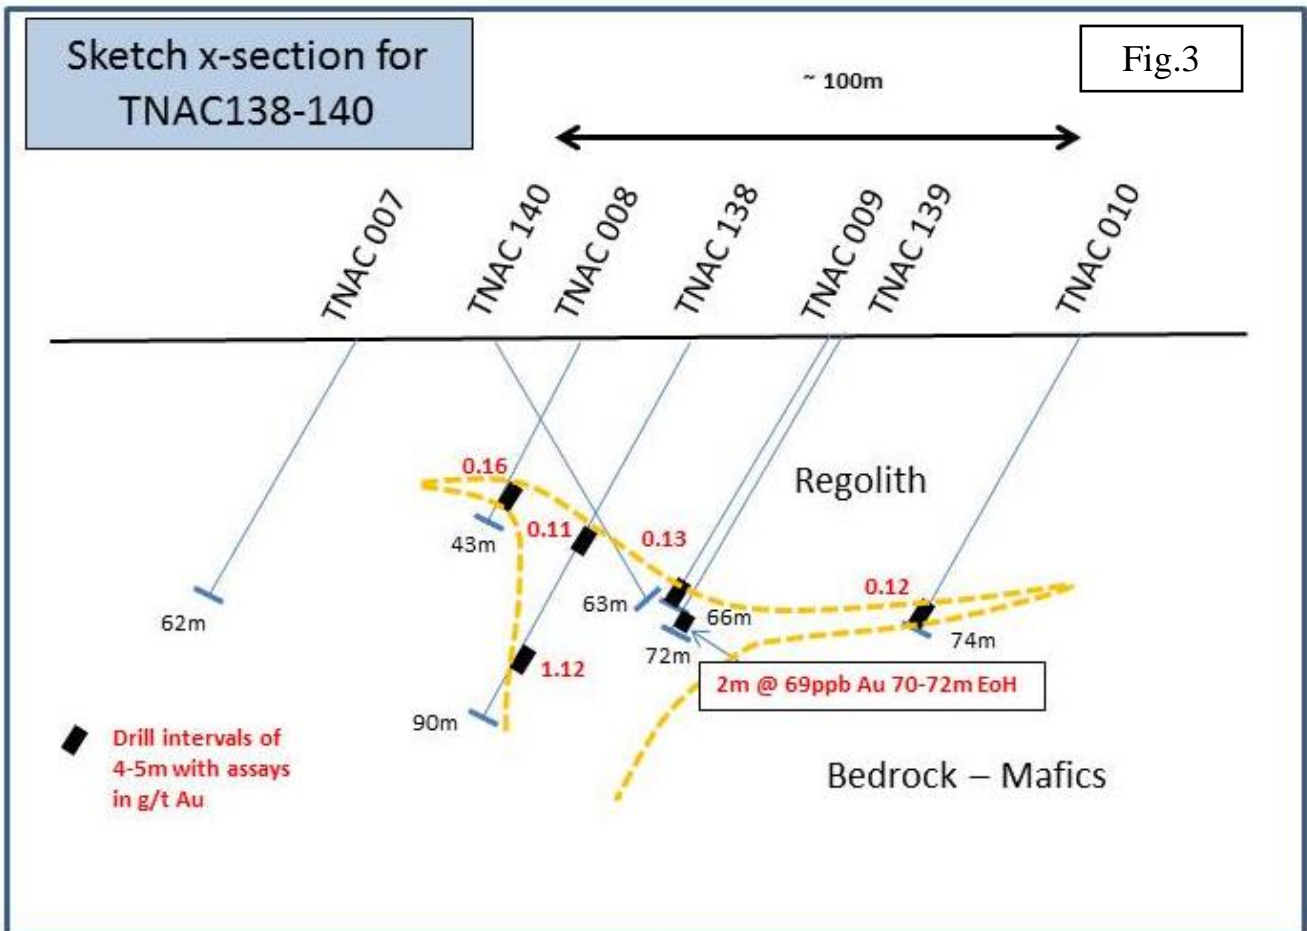 Sketch x-section for
TNAC138-140
Fig.3
~ 100m
TNAC 007
TNAC 140
TNAC 008
TNAC 138
TNAC 009
TNAC 139
TNAC 010
Regolith
0.16
0.11
0.13
0.12
43m
63m
66m
62m
72m
74m
1.12
2m @ 69ppb Au 70-72m EoH
90m
Drill intervals of
4-5m with assays
in g/t Au
Bedrock – Mafics